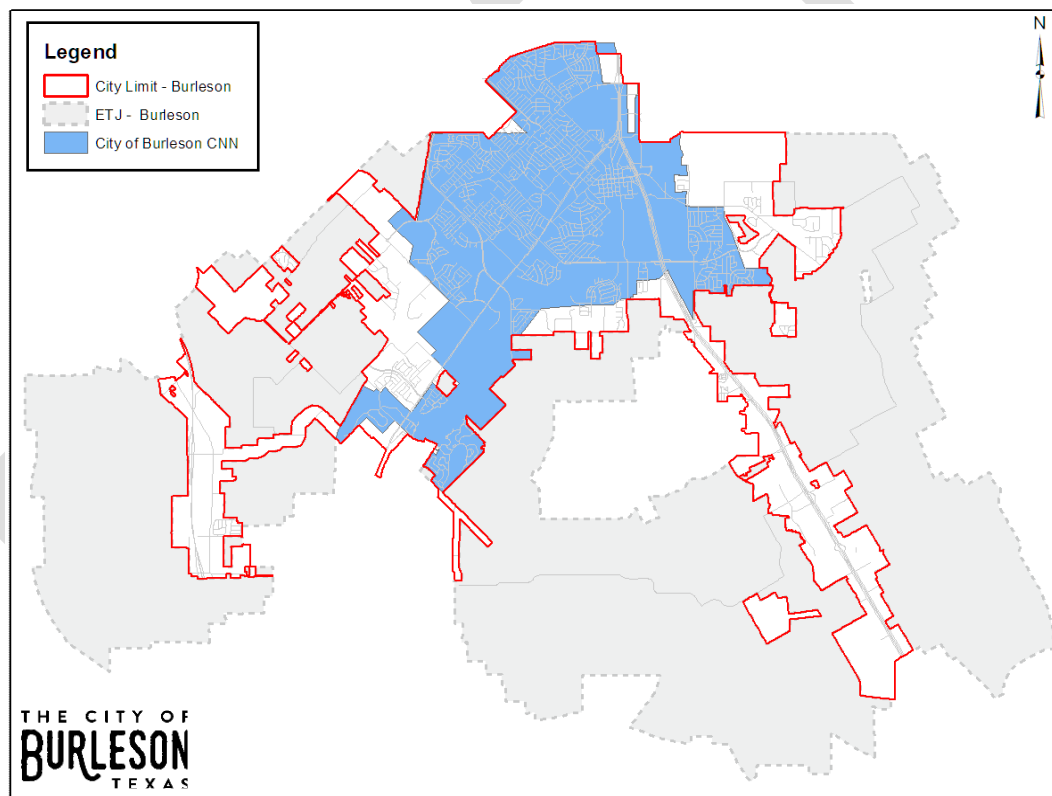 Legend
City Limit - Burleson
ETJ - Burleson
City of Burleson CNN
N
THE CITY OF
BURLESON
TEXAS